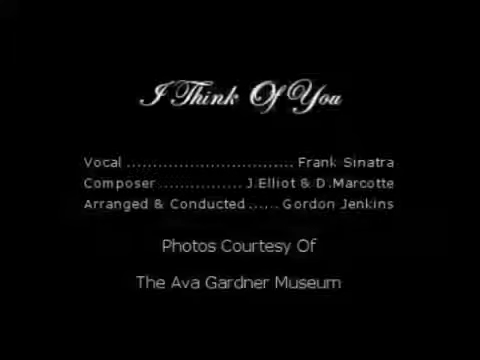 I Think Of You
Vocal ................................ Frank Sinatra
Composer ................ J.Elliot & D.Marcotte
Arranged & Conducted ...... Gordon Jenkins
Photos Courtesy Of
The Ava Gardner Museum